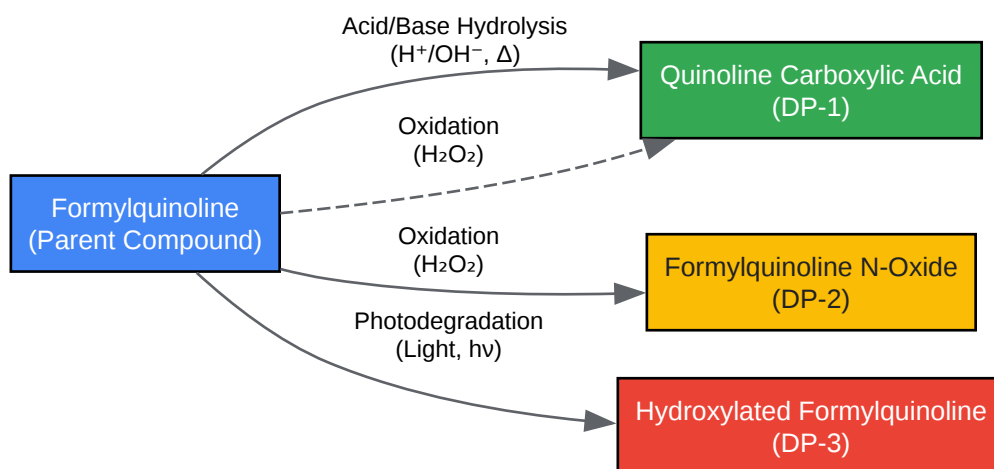 Acid/Base Hydrolysis
(H⁺/OH⁻, Δ)
Quinoline Carboxylic Acid
(DP-1)
Oxidation
(H₂O₂)
Formylquinoline
(Parent Compound)
Oxidation
(H₂O₂)
Formylquinoline N-Oxide
(DP-2)
Photodegradation
(Light, hν)
Hydroxylated Formylquinoline
(DP-3)